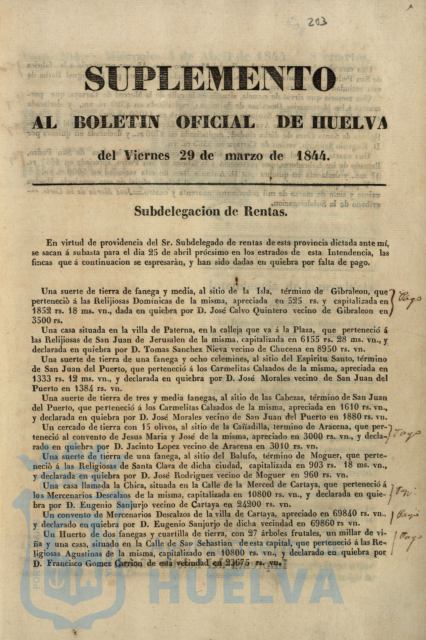 203
SUPLEMENTO
AL BOLETIN OFICIAL DE HUELVA
del Viernes 29 de marzo de 1844.
Subdelegacion de Rentas.
En virtud de providencia del Sr. Subdelegado de rentas de esta provincia dictada ante mí,
se sacan á subasta para el dia 25 de abril prócsimo en los estrados de esta Intendencia, las
fincas que á continuacion se espresarán, y han sido dadas en quiebra por falta de pago.
Una suerte de tierra de fanega y media, al sitio de la Isla, término de Gibraleon, que
perteneció á las Relijiosas Dominicas de la misma, apreciada en 525 rs. y capitalizada en
1852 rs. 18 ms. vn., dada en quiebra por D. José Calvo Quintero vecino de Gibraleon en
3500 rs.
Una casa situada en la villa de Paterna, en la calleja que va á la Plaza, que perteneció á
las Relijiosas de San Juan de Jerusalen de la misma, capitalizada en 6155 rs. 28 ms. vn., y
declarada en quiebra por D. Tomas Sanchez Nieva vecino de Chucena en 8950 rs. vn.
Una suerte de tierra de una fanega y ocho celemines, al sitio del Espiritu Santo, término
de San Juan del Puerto, que perteneció á los Carmelitas Calzados de la misma, apreciada en
1333 rs. 12 ms. vn., y declarada en quiebra por D. José Morales vecino de San Juan del
Puerto en 1384 rs. vn.
Una suerte de tierra de tres y media fanegas, al sitio de las Cabezas, término de San Juan
del Puerto, que perteneció á los Carmelitas Calzados de la misma, apreciada en 1610 rs. vn.,
y declarada en quiebra por D. José Morales vecino de San Juan del Puerto en 1880 rs. vn.
Un cercado de tierra con 15 olivos, al sitio de la Cañadilla, término de Aracena, que per-
teneció al convento de Jesus Maria y José de la misma, apreciado en 3000 rs. vn., y decla-
rado en quiebra por D. Jacinto Lopez vecino de Aracena en 3010 rs. vn.
Una suerte de tierra de una fanega, al sitio del Balufo, término de Moguer, que perte-
neció á las Religiosas de Santa Clara de dicha ciudad, capitalizada en 903 rs. 18 ms. vn.,
y declarada en quiebra por D. José Rodrigues vecino de Moguer en 960 rs. vn.
Una casa llamada la Chira, situada en la Calle de la Merced de Cartaya, que perteneció á
los Mercenarios Descalzos de la misma, capitalizada en 10800 rs. vn., y declarada en quie-
bra por D. Eugenio Sanjurjo vecino de Cartaya en 24200 rs. vn.
Un convento de Mercenarios Descalzos de la villa de Cartaya, apreciado en 69840 rs. vn.,
y declarado en quiebra por D. Eugenio Sanjurjo de dicha vecindad en 69860 rs vn.
Un Huerto de dos fanegas y cuartilla de tierra, con 27 árboles frutales, un millar de vi-
ña y una casa, situado en la Calle de San Sebastian de esta capital, que perteneció á las Re-
ligiosas Agustinas de la misma, capitalizado en 10800 rs. vn., y declarado en quiebra por
D. Francisco Gomes Carrion de esta vecindad en 23675 rs. vn.
HUELVA